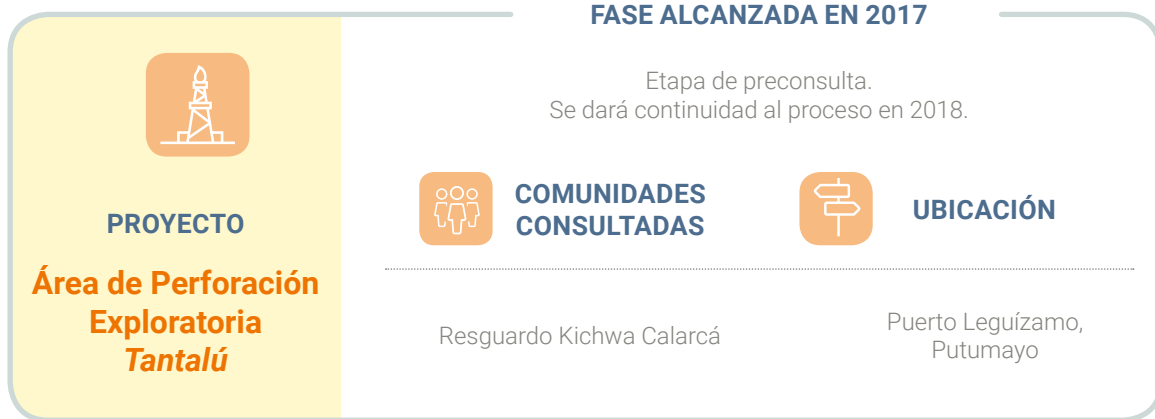 FASE ALCANZADA EN 2017
Etapa de preconsulta.
Se dará continuidad al proceso en 2018.
PROYECTO
Área de Perforación
Exploratoria
Tantalú
COMUNIDADES
CONSULTADAS
UBICACIÓN
Resguardo Kichwa Calarcá
Puerto Leguízamo,
Putumayo